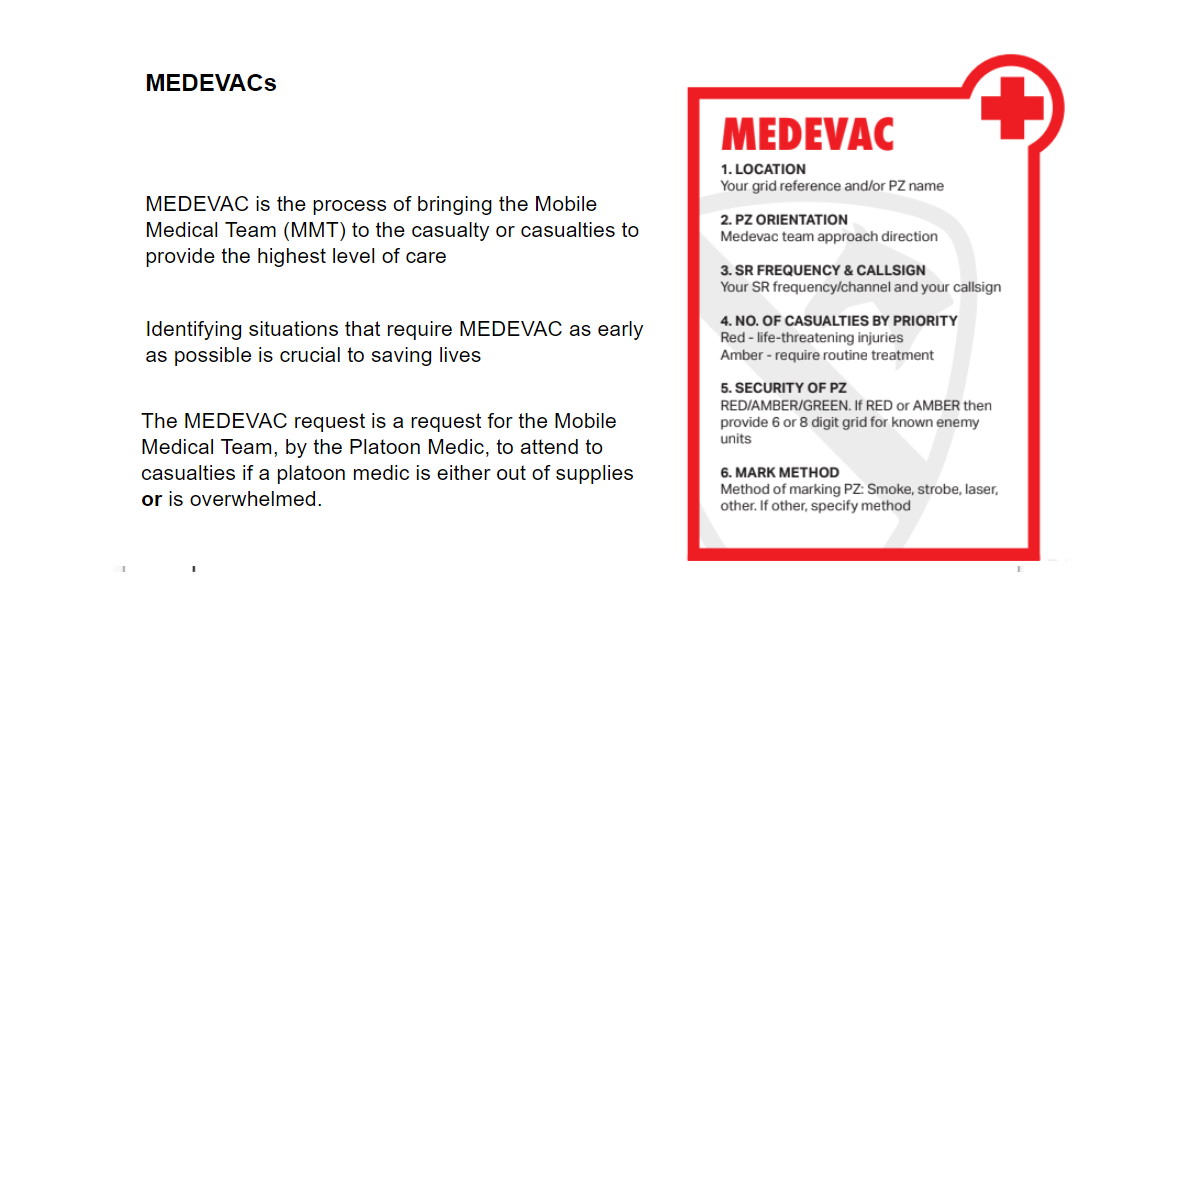 MEDEVACs
MEDEVAC is the process of bringing the Mobile
Medical Team (MMT) to the casualty or casualties to
provide the highest level of care
Identifying situations that require MEDEVAC as early
as possible is crucial to saving lives
The MEDEVAC request is a request for the Mobile
Medical Team, by the Platoon Medic, to attend to
casualties if a platoon medic is either out of supplies
or is overwhelmed.
MEDEVAC
1. LOCATION
Your grid reference and/or PZ name
2. PZ ORIENTATION
Medevac team approach direction
3. SR FREQUENCY & CALLSIGN
Your SR frequency/channel and your callsign
4. NO. OF CASUALTIES BY PRIORITY
Red - life-threatening injuries
Amber - require routine treatment
5. SECURITY OF PZ
RED/AMBER/GREEN. If RED or AMBER then
provide 6 or 8 digit grid for known enemy
units
6. MARK METHOD
Method of marking PZ: Smoke, strobe, laser,
other. If other, specify method